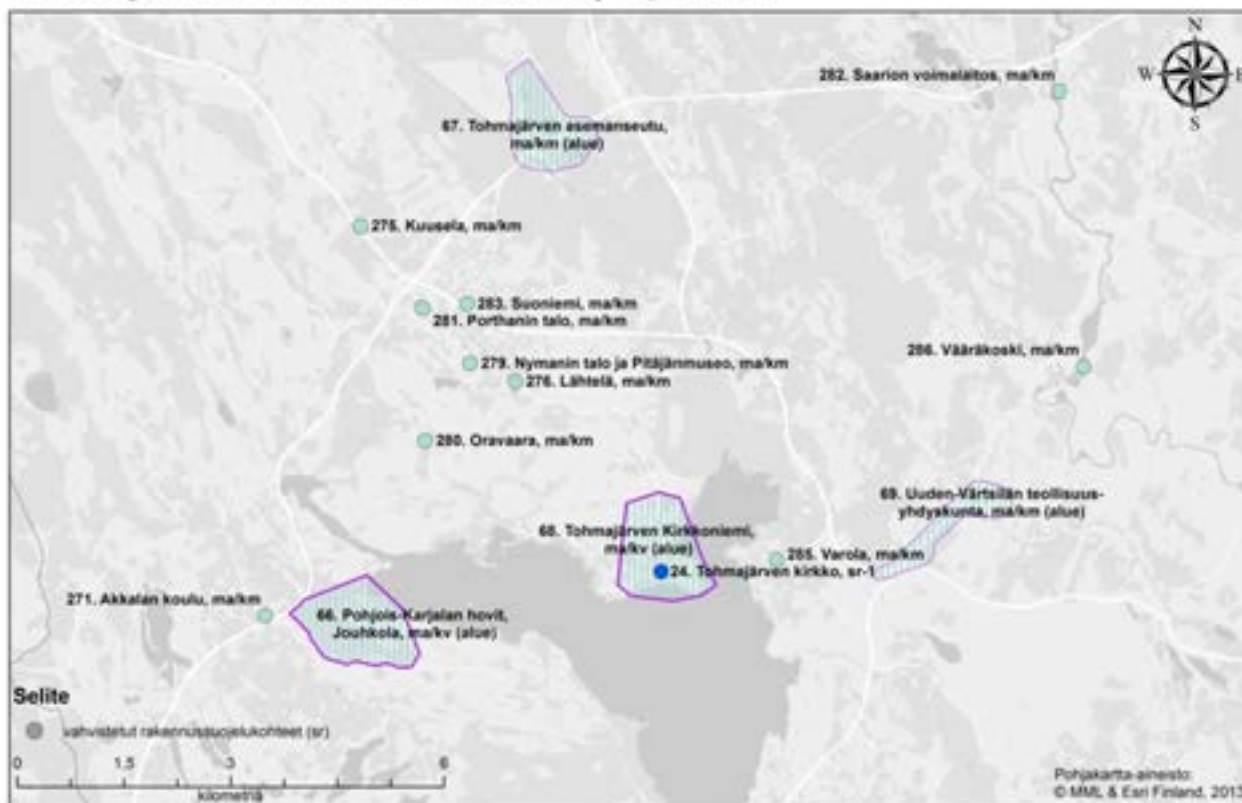 N
W
E
S
282. Saarion voimalaitos, ma/km
67. Tohmajärven asemanseutu,
ma/km (alue)
275. Kuusela, ma/km
283. Suoniemi, ma/km
281. Porthanin talo, ma/km
279. Nymanin talo ja Pitäjänmuseo, ma/km
276. Lähtelä, ma/km
286. Vääräkoski, ma/km
280. Oravaara, ma/km
69. Uuden-Värtsilän teollisuus-
yhdyskunta, ma/km (alue)
68. Tohmajärven Kirkkoniemi,
ma/kv (alue)
285. Varola, ma/km
24. Tohmajärven kirkko, sr-1
271. Akkalan koulu, ma/km
66. Pohjois-Karjalan hovit,
Jouhkola, ma/kv (alue)
Selite
vahvistetut rakennussuojelukohteet (sr)
0 1.5 3 6
kilometriä
Pohjakartta-aineisto:
© MML & Esri Finland, 2013